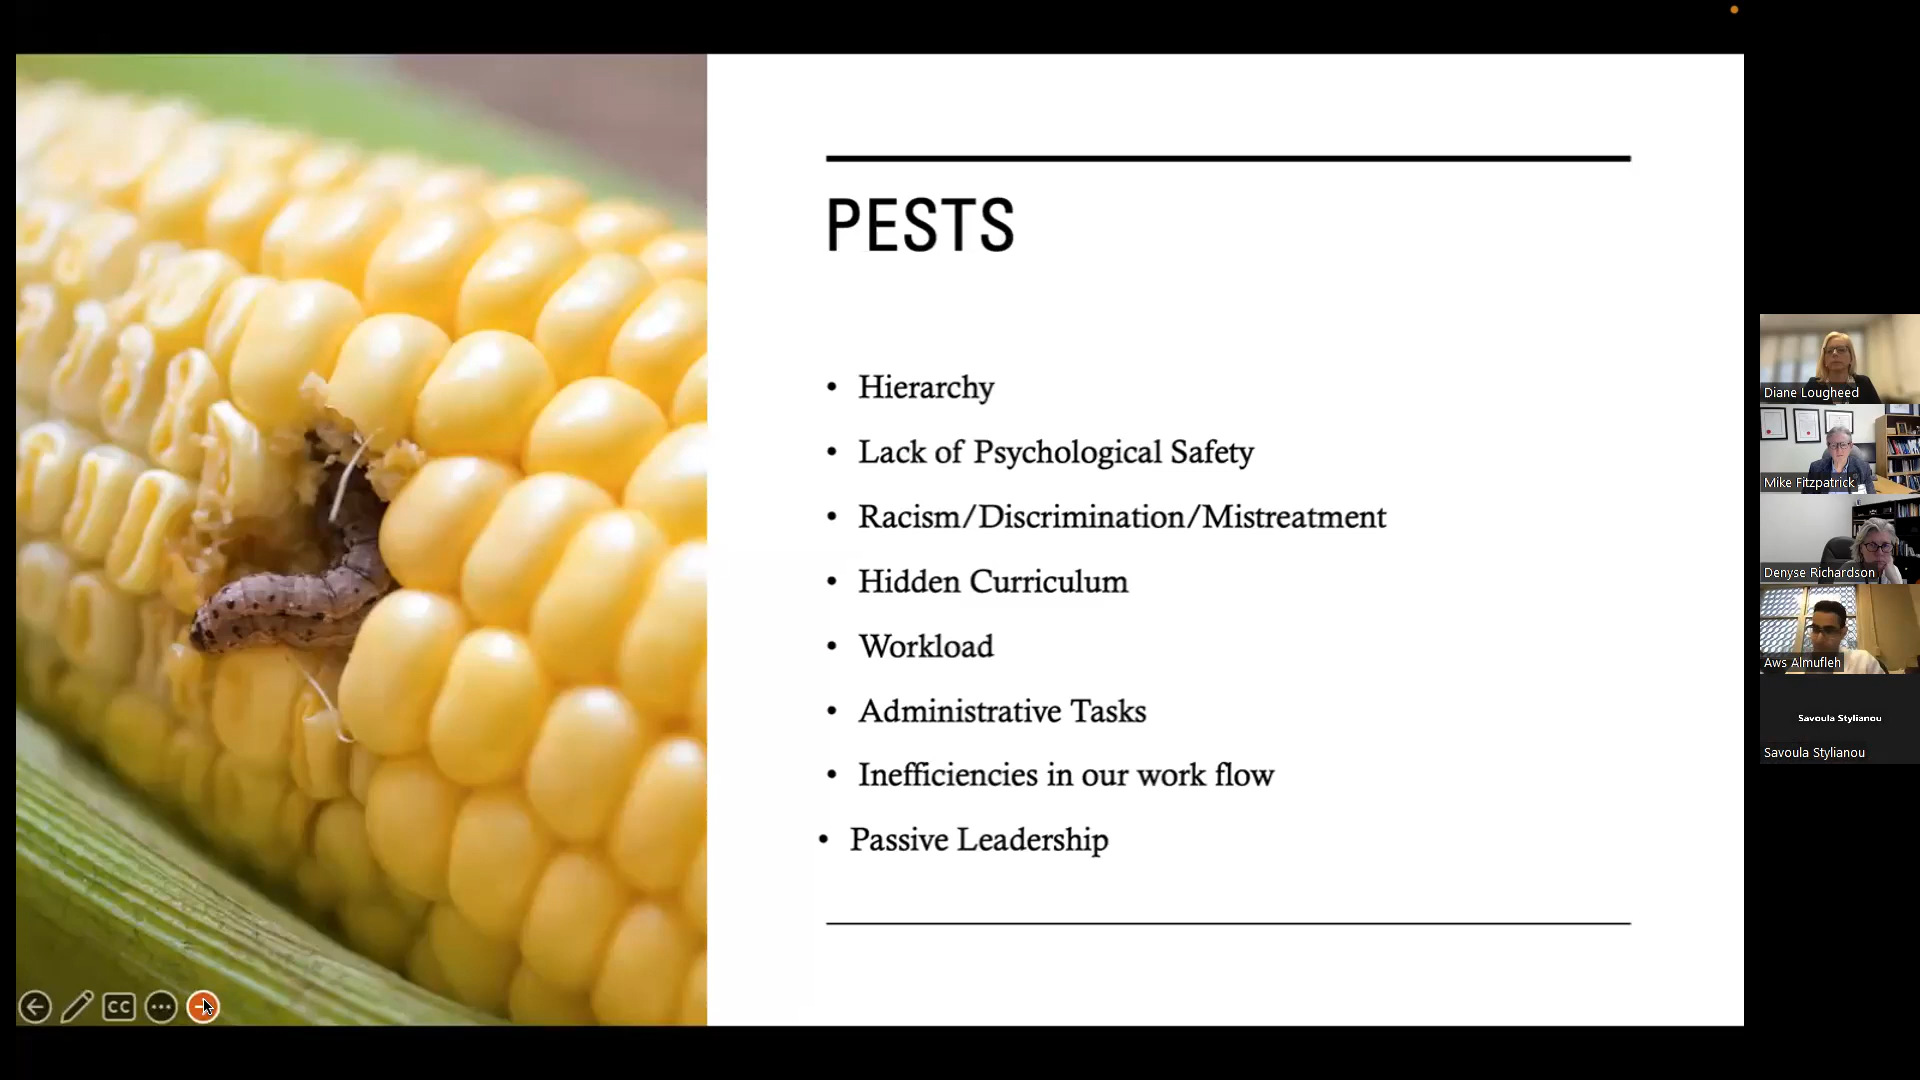 PESTS
• Hierarchy
• Lack of Psychological Safety
• Racism/Discrimination/Mistreatment
• Hidden Curriculum
• Workload
• Administrative Tasks
• Inefficiencies in our work flow
• Passive Leadership
CC
Diane Lougheed
Mike Fitzpatrick
Denyse Richardson
Aws Almufleh
Savoula Stylianou
Savoula Stylianou